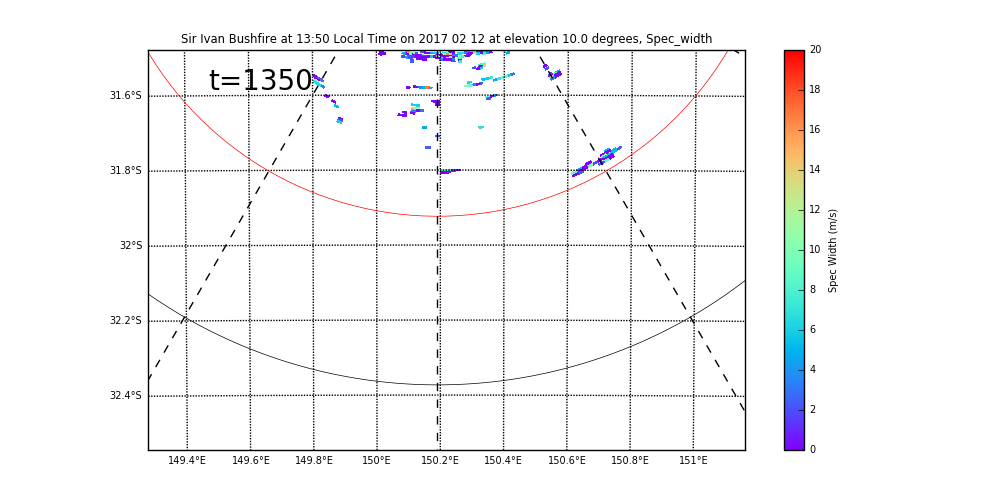 Sir Ivan Bushfire at 13:50 Local Time on 2017 02 12 at elevation 10.0 degrees, Spec_width
t=1350
31.6°S
31.8°S
32°S
32.2°S
32.4°S
149.4°E 149.6°E 149.8°E 150°E 150.2°E 150.4°E 150.6°E 150.8°E 151°E
20
18
16
14
12
10
8
6
4
2
0
Spec Width (m/s)